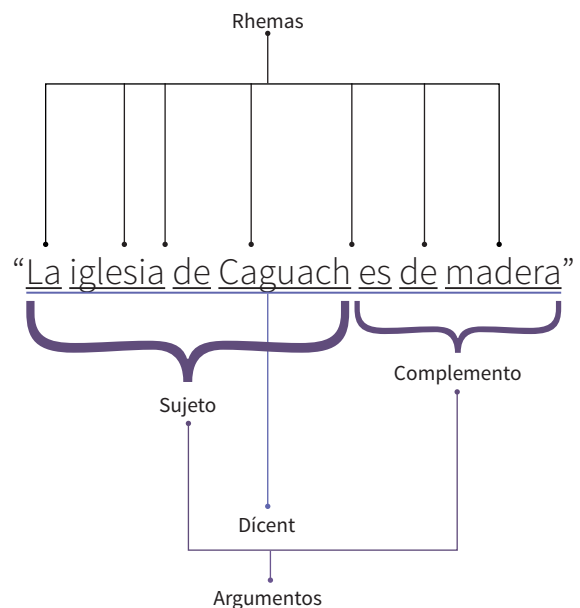 Rhemas
“La iglesia de Caguach es de madera”
Complemento
Sujeto
Dícent
Argumentos